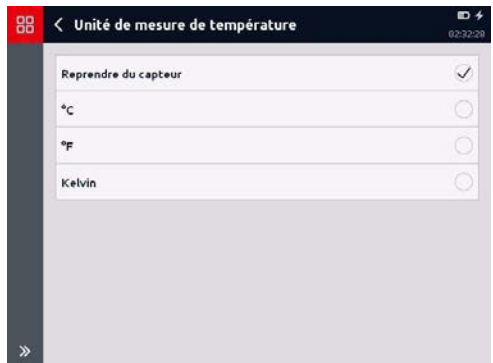 Unité de mesure de température
02:32:28
Reprendre du capteur
°C
°F
Kelvin